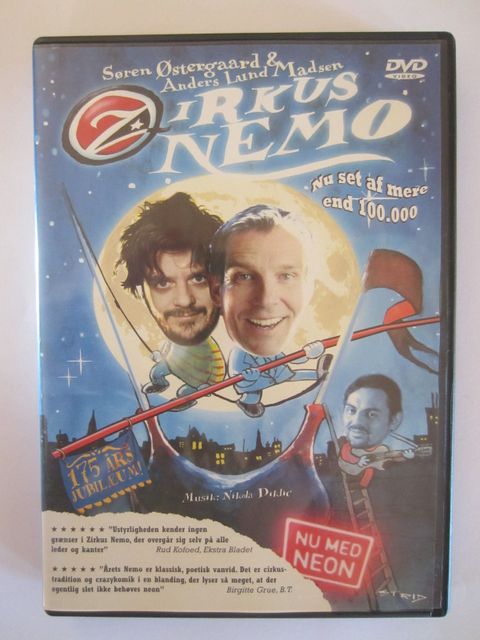 Søren Østergaard &
Anders Lund Madsen
DVD
VIDEO
ZIRKUS
NEMO
Nu set af mere
end 100.000
175 ÅRS
JUBILÆUM!
Musik: Nikola Diklic
NU MED
NEON
★ ★ ★ ★ ★ ★ "Ustyrligheden kender ingen
grænser i Zirkus Nemo, der overgår sig selv på alle
leder og kanter" Rud Kofoed, Ekstra Bladet
★ ★ ★ ★ ★ "Årets Nemo er klassisk, poetisk vanvid. Det er cirkus-
tradition og crazykomik i en blanding, der lyser så meget, at der
egentlig slet ikke behøves neon" Birgitte Grue, B.T.
STRID